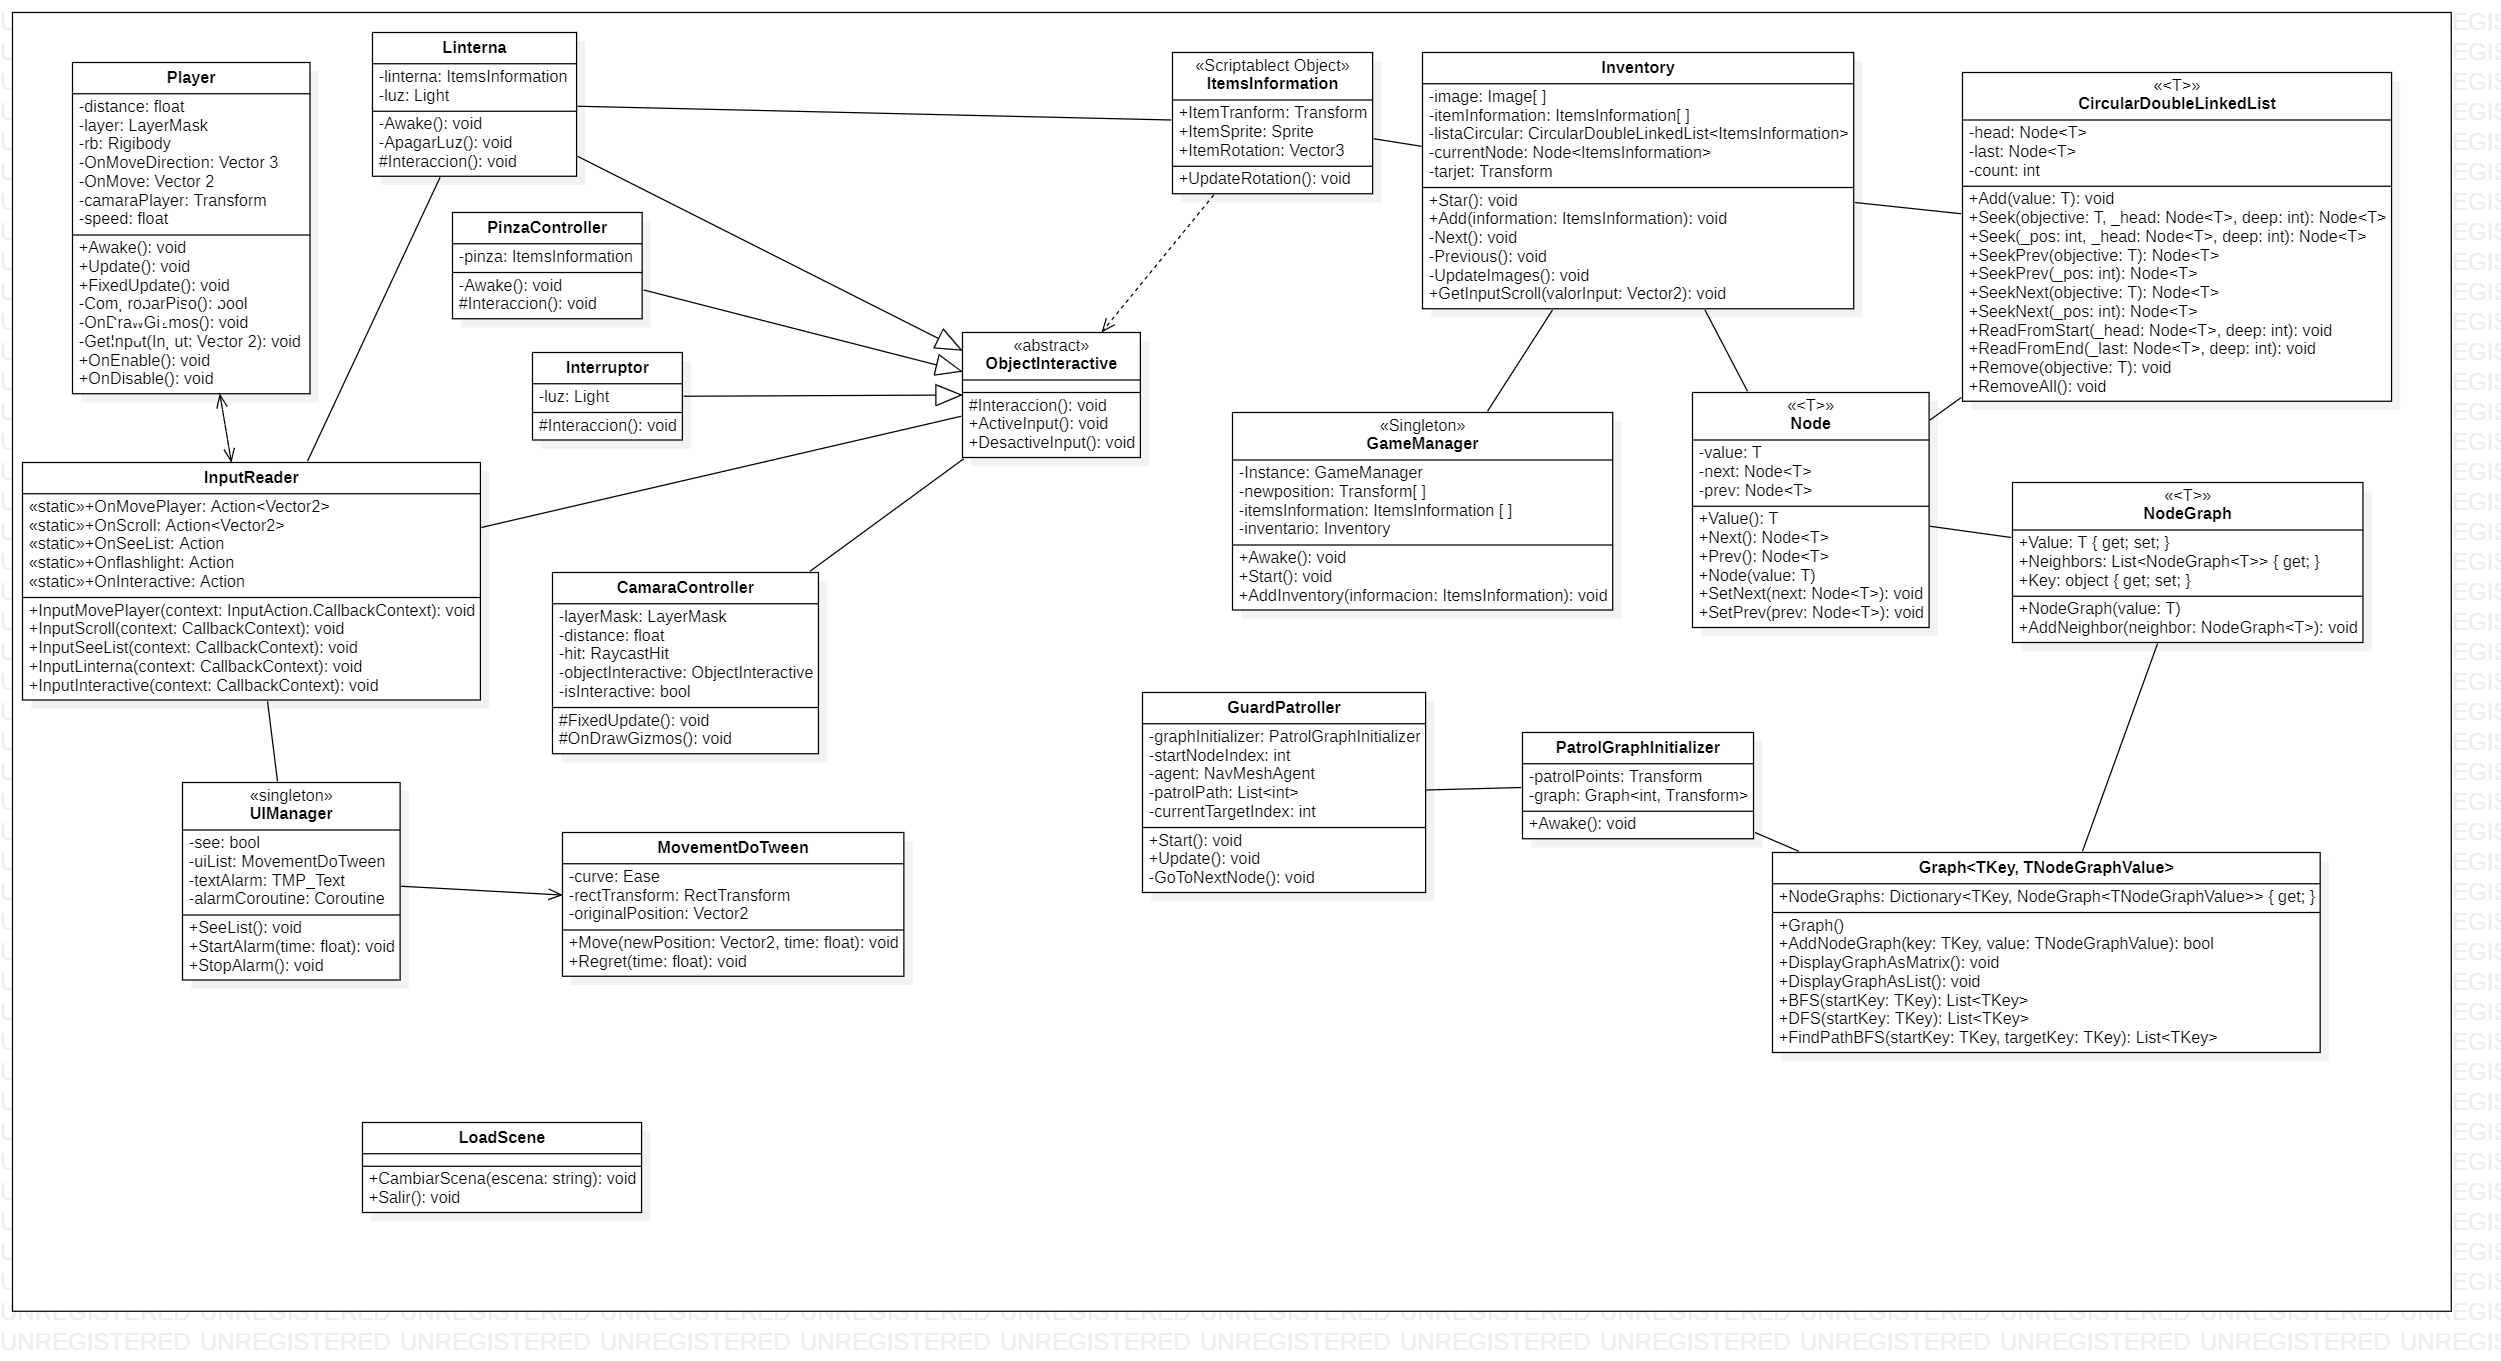 Player
-distance: float
-layer: LayerMask
-rb: Rigibody
-OnMoveDirection: Vector 3
-OnMove: Vector 2
-camaraPlayer: Transform
-speed: float
+Awake(): void
+Update(): void
+FixedUpdate(): void
bool
void
-GetInput( Vector 2): void
+OnEnable(): void
+OnDisable(): void
Linterna
-linterna: ItemsInformation
-luz: Light
-Awake(): void
-ApagarLuz(): void
#Interaccion(): void
PinzaController
-pinza: ItemsInformation
-Awake(): void
#Interaccion(): void
Interruptor
-luz: Light
#Interaccion(): void
«abstract»
ObjectInteractive
#Interaccion(): void
+ActiveInput(): void
+DesactiveInput(): void
«Scriptablect Object»
ItemsInformation
+ItemTranform: Transform
+ItemSprite: Sprite
+ItemRotation: Vector3
+UpdateRotation(): void
Inventory
-image: Image[ ]
-itemInformation: ItemsInformation[ ]
-listaCircular: CircularDoubleLinkedList<ItemsInformation>
-currentNode: Node<ItemsInformation>
-tarjet: Transform
+Star(): void
+Add(information: ItemsInformation): void
-Next(): void
-Previous(): void
-UpdateImages(): void
+GetInputScroll(valorInput: Vector2): void
«<T>»
CircularDoubleLinkedList
-head: Node<T>
-last: Node<T>
-count: int
+Add(value: T): void
+Seek(objective: T, _head: Node<T>, deep: int): Node<T>
+Seek(_pos: int, _head: Node<T>, deep: int): Node<T>
+SeekPrev(objective: T): Node<T>
+SeekPrev(_pos: int): Node<T>
+SeekNext(objective: T): Node<T>
+SeekNext(_pos: int): Node<T>
+ReadFromStart(_head: Node<T>, deep: int): void
+ReadFromEnd(_last: Node<T>, deep: int): void
+Remove(objective: T): void
+RemoveAll(): void
InputReader
«static»+OnMovePlayer: Action<Vector2>
«static»+OnScroll: Action<Vector2>
«static»+OnSeeList: Action
«static»+Onflashlight: Action
«static»+OnInteractive: Action
+InputMovePlayer(context: InputAction.CallbackContext): void
+InputScroll(context: CallbackContext): void
+InputSeeList(context: CallbackContext): void
+InputLinterna(context: CallbackContext): void
+InputInteractive(context: CallbackContext): void
CamaraController
-layerMask: LayerMask
-distance: float
-hit: RaycastHit
-objectInteractive: ObjectInteractive
-isInteractive: bool
#FixedUpdate(): void
#OnDrawGizmos(): void
«Singleton»
GameManager
-Instance: GameManager
-newposition: Transform[ ]
-itemsInformation: ItemsInformation [ ]
-inventario: Inventory
+Awake(): void
+Start(): void
+AddInventory(informacion: ItemsInformation): void
«<T>»
Node
-value: T
-next: Node<T>
-prev: Node<T>
+Value(): T
+Next(): Node<T>
+Prev(): Node<T>
+Node(value: T)
+SetNext(next: Node<T>): void
+SetPrev(prev: Node<T>): void
«<T>»
NodeGraph
+Value: T { get; set; }
+Neighbors: List<NodeGraph<T>> { get; }
+Key: object { get; set; }
+NodeGraph(value: T)
+AddNeighbor(neighbor: NodeGraph<T>): void
GuardPatroller
-graphInitializer: PatrolGraphInitializer
-startNodeIndex: int
-agent: NavMeshAgent
-patrolPath: List<int>
-currentTargetIndex: int
+Start(): void
+Update(): void
-GoToNextNode(): void
PatrolGraphInitializer
-patrolPoints: Transform
-graph: Graph<int, Transform>
+Awake(): void
«singleton»
UIManager
-see: bool
-uiList: MovementDoTween
-textAlarm: TMP_Text
-alarmCoroutine: Coroutine
+SeeList(): void
+StartAlarm(time: float): void
+StopAlarm(): void
MovementDoTween
-curve: Ease
-rectTransform: RectTransform
-originalPosition: Vector2
+Move(newPosition: Vector2, time: float): void
+Regret(time: float): void
Graph<TKey, TNodeGraphValue>
+NodeGraphs: Dictionary<TKey, NodeGraph<TNodeGraphValue>> { get; }
+Graph()
+AddNodeGraph(key: TKey, value: TNodeGraphValue): bool
+DisplayGraphAsMatrix(): void
+DisplayGraphAsList(): void
+BFS(startKey: TKey): List<TKey>
+DFS(startKey: TKey): List<TKey>
+FindPathBFS(startKey: TKey, targetKey: TKey): List<TKey>
LoadScene
+CambiarScena(escena: string): void
+Salir(): void
UNREGISTERED UNREGISTERED UNREGISTERED UNREGISTERED UNREGISTERED UNREGISTERED UNREGISTERED UNREGISTERED UNREGISTERED UNREGISTERED UNREGISTERED UNREGISTERED